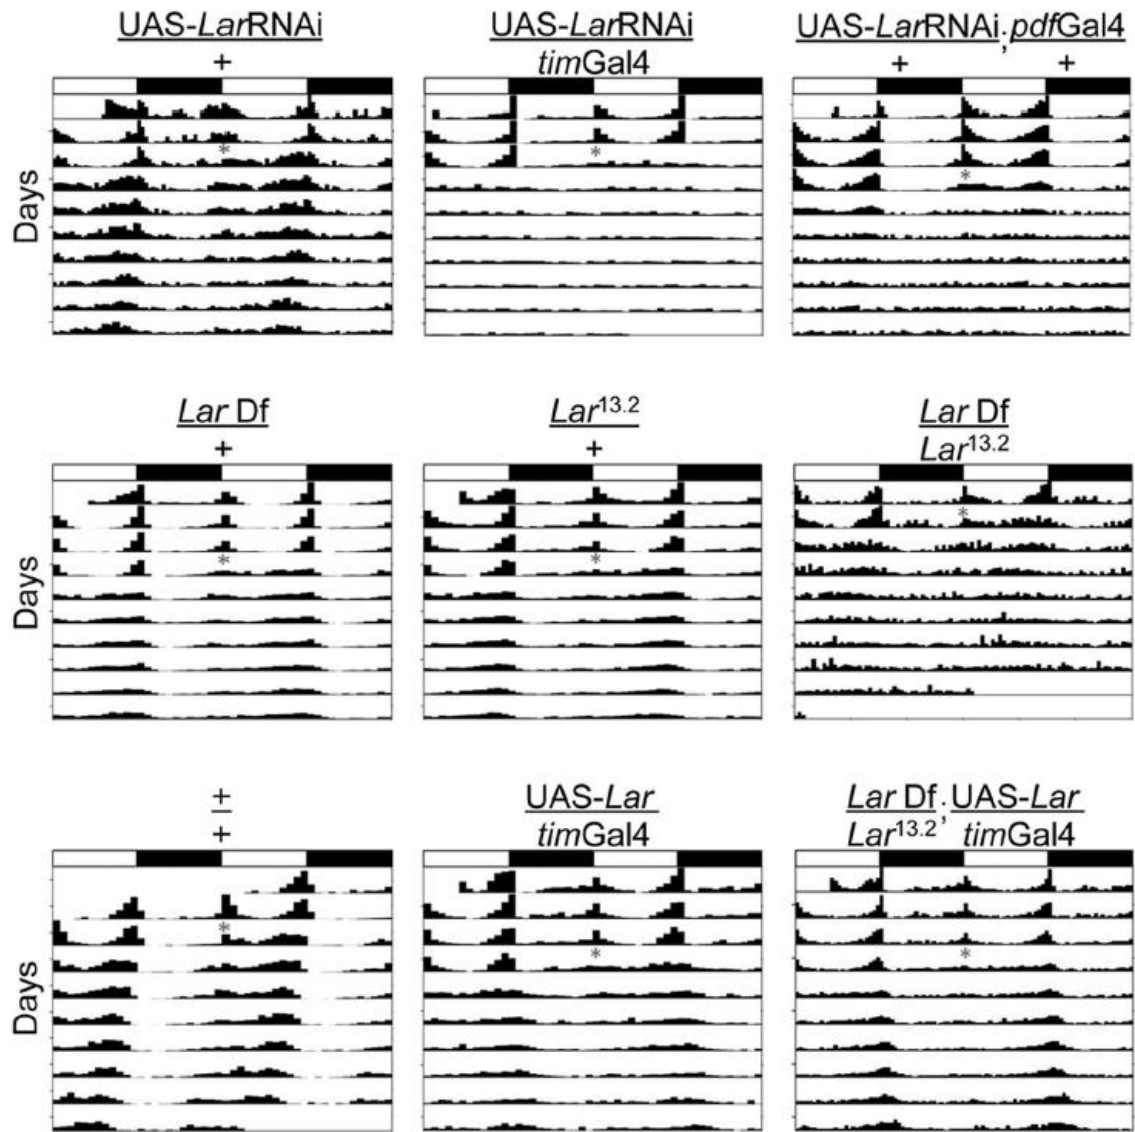 UAS-LarRNAi
+
UAS-LarRNAi
timGal4
UAS-LarRNAi;pdfGal4
+ +
*
*
*
Days
Lar Df
+
Lar13.2
+
Lar Df
Lar13.2
*
*
*
Days
+
+
UAS-Lar
timGal4
Lar Df;UAS-Lar
Lar13.2 timGal4
*
*
*
Days